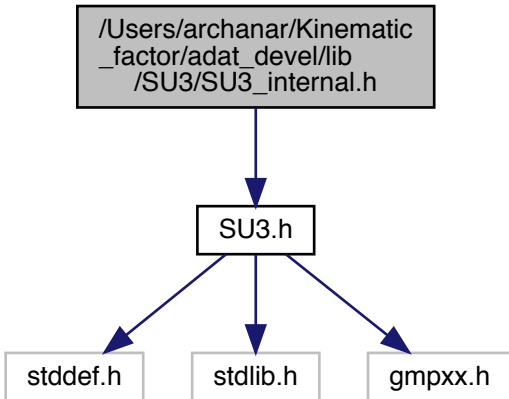 /Users/archanar/Kinematic
_factor/adat_devel/lib
/SU3/SU3_internal.h
SU3.h
stddef.h
stdlib.h
gmpxx.h